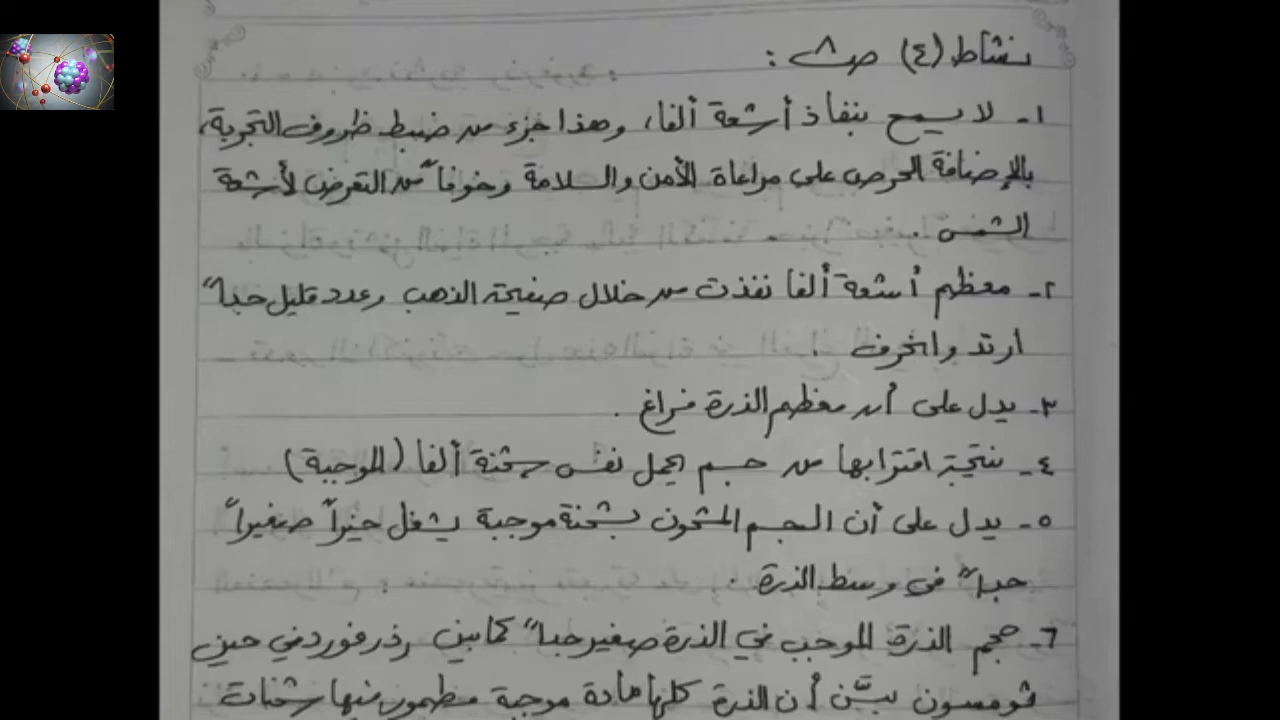 نشاط (٤) ص ٨ :
١- لا يسمح بنفاذ أشعة ألفا، وهذا جزء من ضبط ظروف التجربة،
بالإضافة الحرص على مراعاة الأمن والسلامة وخوفاً من التعرض لأشعة
الشمس .
٢- معظم أشعة ألفا نفذت من خلال صفيحة الذهب وعدد قليل جداً
ارتد وانحرف .
٣- يدل على أن معظم الذرة فراغ .
٤- نتيجة اقترابها من جسم يحمل نفس شحنة ألفا (الموجبة)
٥- يدل على أن الجسم المشحون بشحنة موجبة يشغل حيزاً صغيراً
جداً في وسط الذرة .
٦- حجم الذرة الموجب في الذرة صغير جداً كما بين رذرفورد في حين
ثومسون بيّن أن الذرة كلها مادة موجبة مطمور فيها شحنات